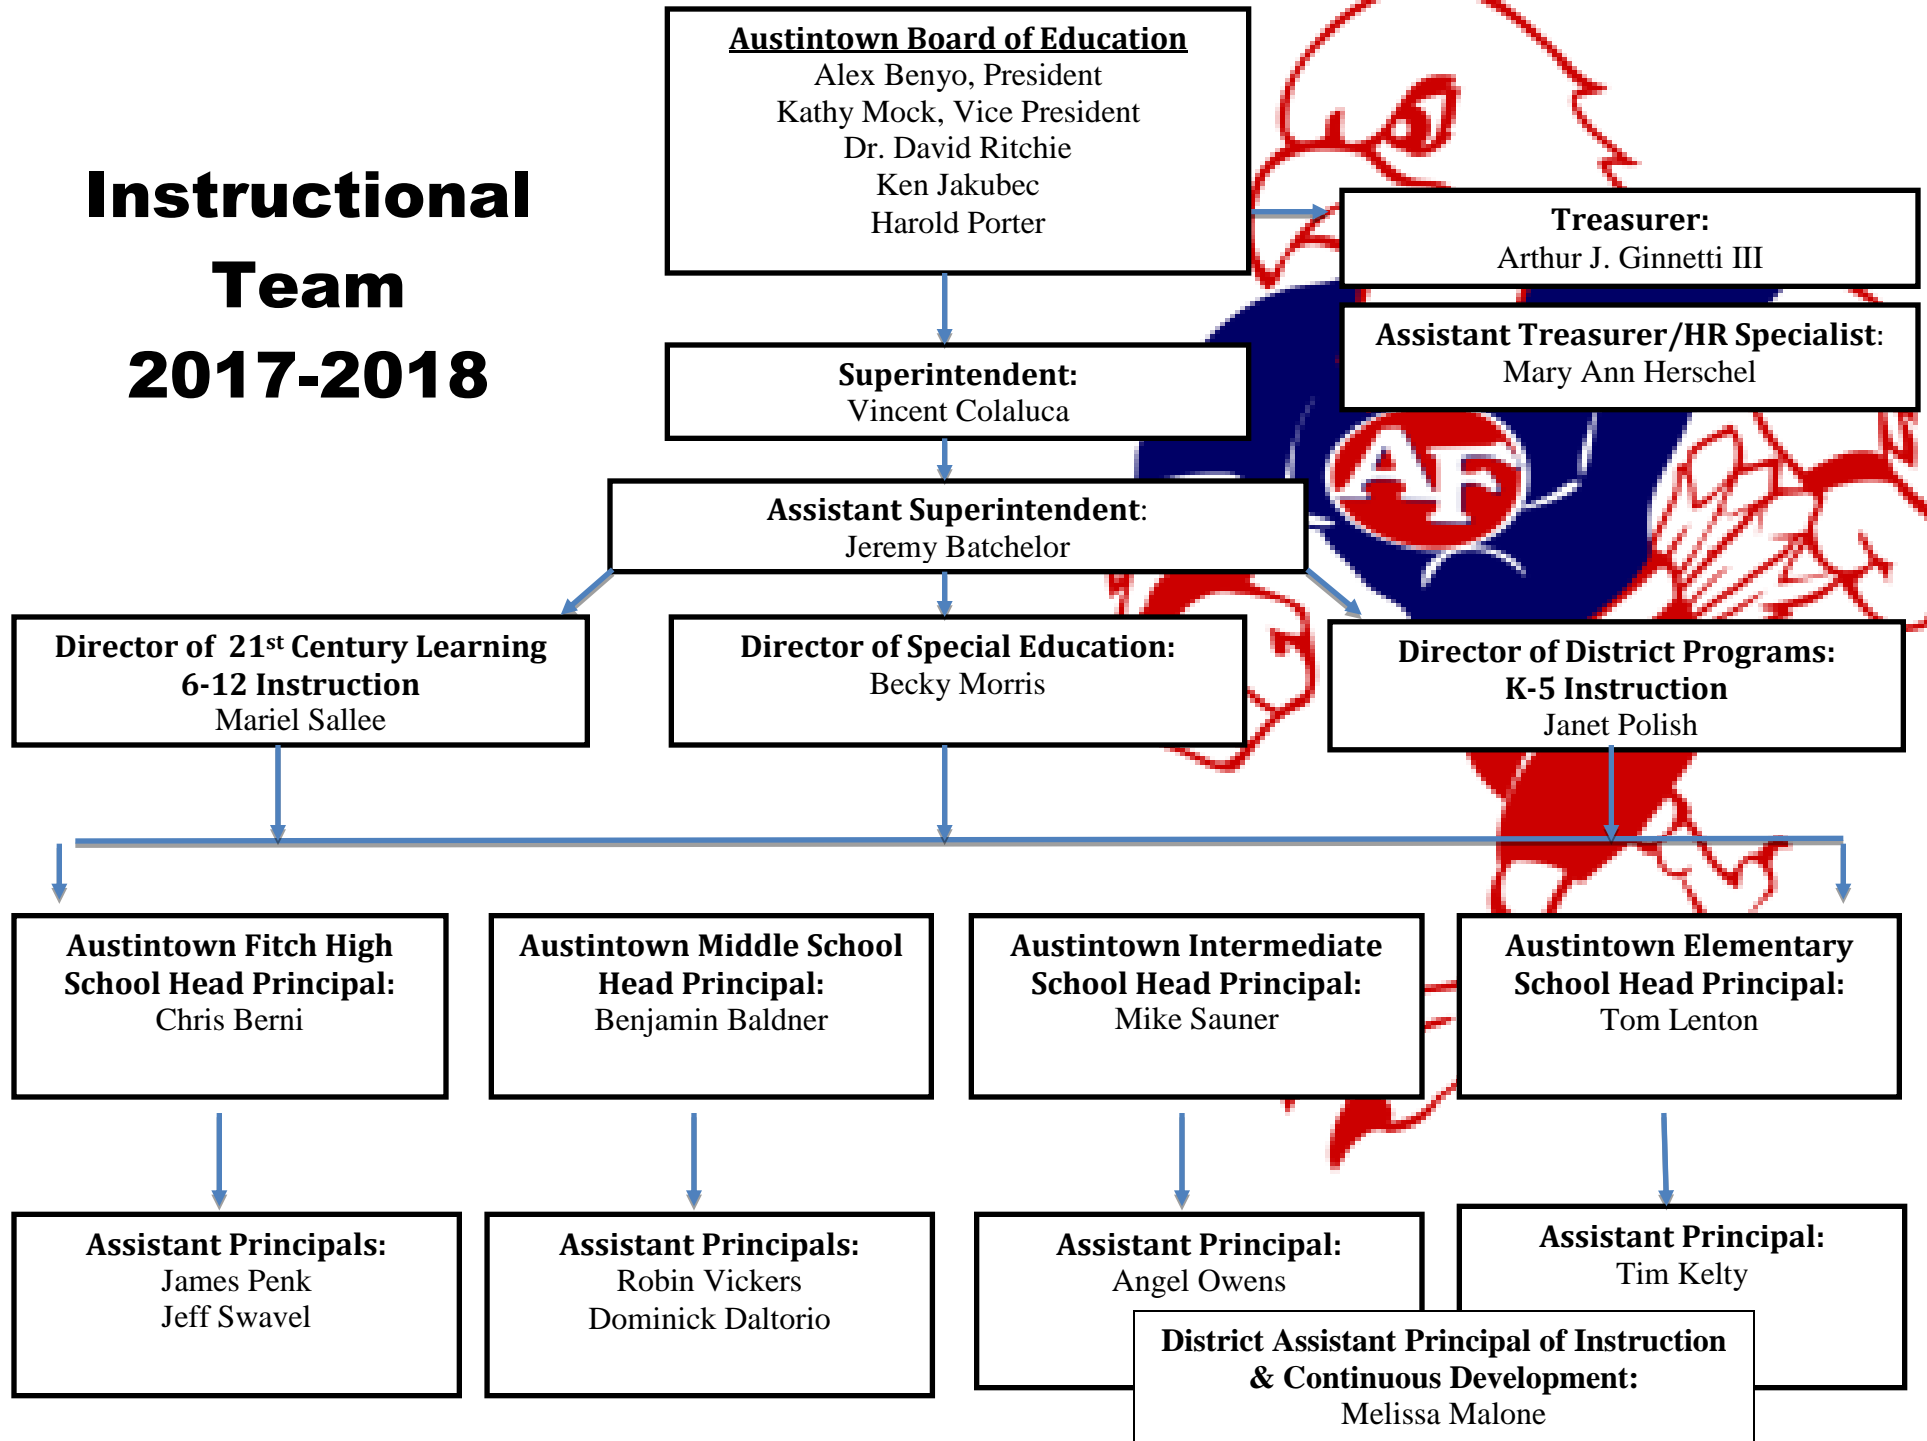 Instructional
Team
2017-2018
Austintown Board of Education
Alex Benyo, President
Kathy Mock, Vice President
Dr. David Ritchie
Ken Jakubec
Harold Porter
Treasurer:
Arthur J. Ginnetti III
Assistant Treasurer/HR Specialist:
Mary Ann Herschel
Superintendent:
Vincent Colaluca
AF
Assistant Superintendent:
Jeremy Batchelor
Director of 21st Century Learning
6-12 Instruction
Mariel Sallee
Director of Special Education:
Becky Morris
Director of District Programs:
K-5 Instruction
Janet Polish
Austintown Fitch High
School Head Principal:
Chris Berni
Austintown Middle School
Head Principal:
Benjamin Baldner
Austintown Intermediate
School Head Principal:
Mike Sauner
Austintown Elementary
School Head Principal:
Tom Lenton
Assistant Principals:
James Penk
Jeff Swavel
Assistant Principals:
Robin Vickers
Dominick Daltorio
Assistant Principal:
Angel Owens
Assistant Principal:
Tim Kelty
District Assistant Principal of Instruction
& Continuous Development:
Melissa Malone